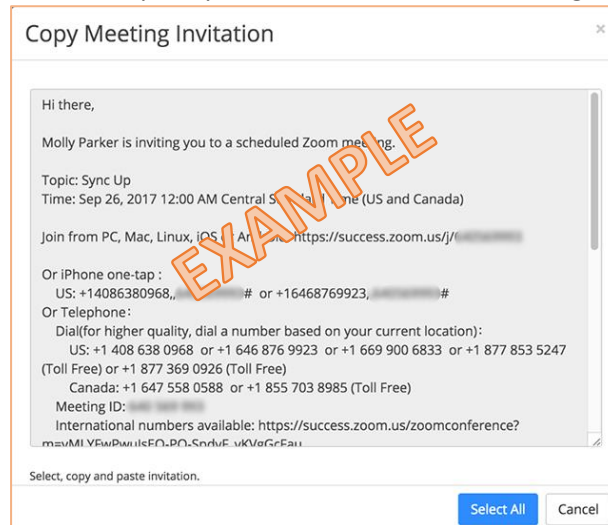 Copy Meeting Invitation
×
Hi there,
Molly Parker is inviting you to a scheduled Zoom meeting.
Topic: Sync Up
Time: Sep 26, 2017 12:00 AM Central Time (US and Canada)
Join from PC, Mac, Linux, iOS or https://success.zoom.us/j/
EXAMPLE
Or iPhone one-tap :
US: +14086380968,, # or +16468769923, #
Or Telephone:
Dial(for higher quality, dial a number based on your current location):
US: +1 408 638 0968 or +1 646 876 9923 or +1 669 900 6833 or +1 877 853 5247
(Toll Free) or +1 877 369 0926 (Toll Free)
Canada: +1 647 558 0588 or +1 855 703 8985 (Toll Free)
Meeting ID:
International numbers available: https://success.zoom.us/zoomconference?
Select, copy and paste invitation.
Select All Cancel